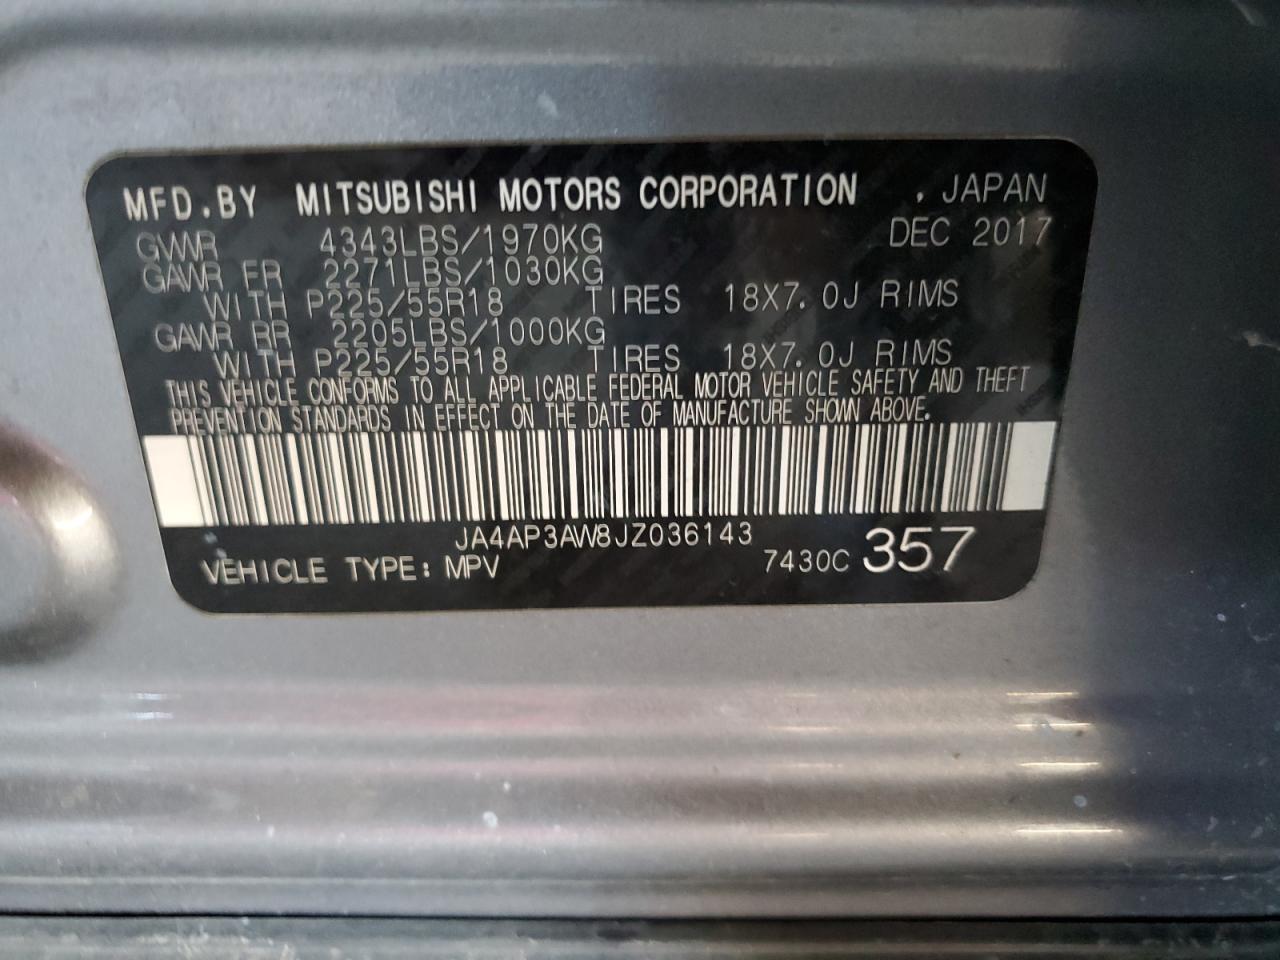 MFD.BY MITSUBISHI MOTORS CORPORATION , JAPAN
GVWR 4343LBS/1970KG DEC 2017
GAWR FR 2271LBS/1030KG
WITH P225/55R18 TIRES 18X7.0J RIMS
GAWR RR 2205LBS/1000KG
WITH P225/55R18 TIRES 18X7.0J RIMS
THIS VEHICLE CONFORMS TO ALL APPLICABLE FEDERAL MOTOR VEHICLE SAFETY AND THEFT
PREVENTION STANDARDS IN EFFECT ON THE DATE OF MANUFACTURE SHOWN ABOVE.
JA4AP3AW8JZ036143
VEHICLE TYPE: MPV 7430C 357